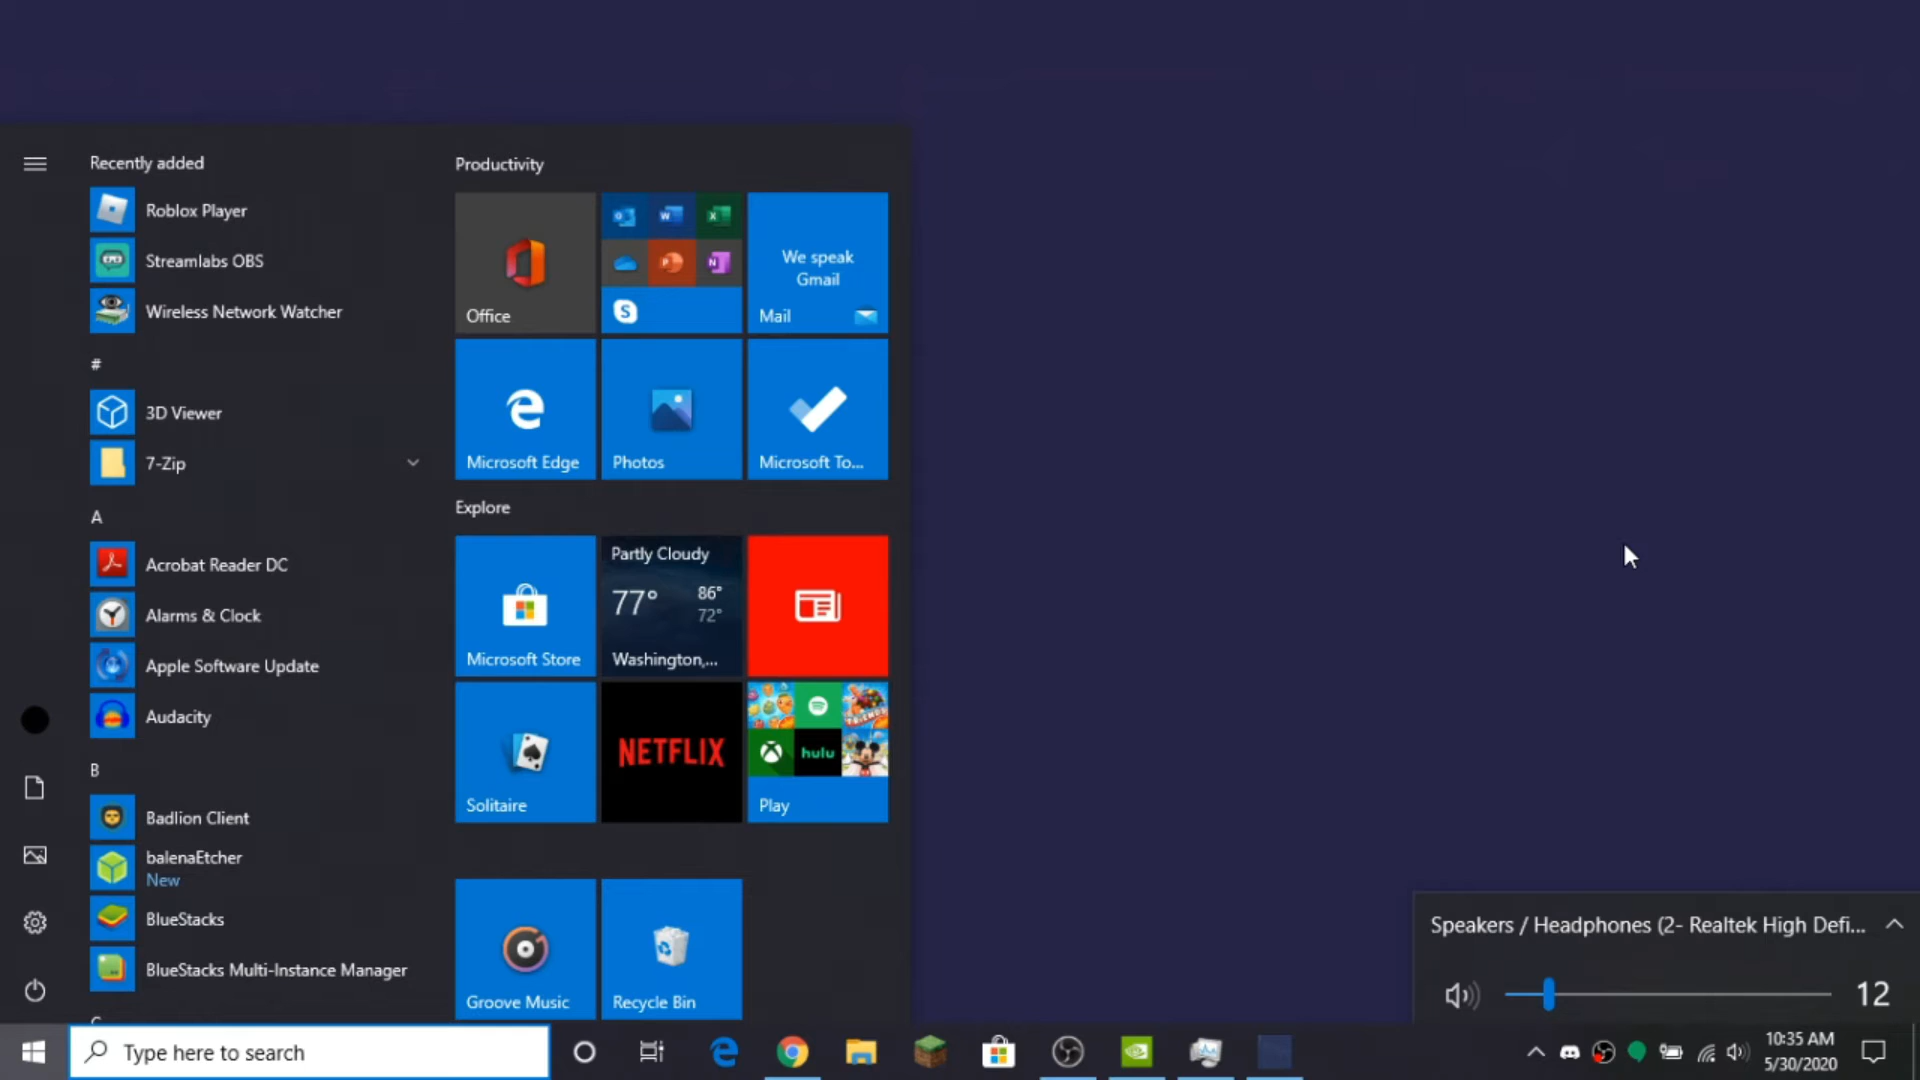 Recently added
Roblox Player
Streamlabs OBS
Wireless Network Watcher
#
3D Viewer
7-Zip
A
Acrobat Reader DC
Alarms & Clock
Apple Software Update
Audacity
B
Badlion Client
balenaEtcher
New
BlueStacks
BlueStacks Multi-Instance Manager
Productivity
Office
We speak
Gmail
Mail
Microsoft Edge
Photos
Microsoft To...
Explore
Microsoft Store
Partly Cloudy
77° 86°
72°
Washington,...
Solitaire
NETFLIX
hulu
Play
Groove Music
Recycle Bin
Speakers / Headphones (2- Realtek High Defi...
12
Type here to search
10:35 AM
5/30/2020